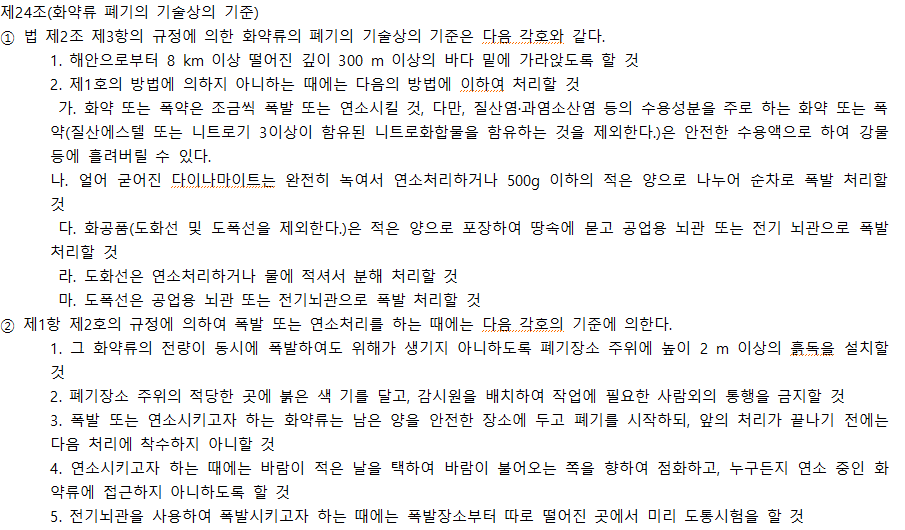 제24조(화약류 폐기의 기술상의 기준)
① 법 제2조 제3항의 규정에 의한 화약류의 폐기의 기술상의 기준은 다음 각호와 같다.
1. 해안으로부터 8 km 이상 떨어진 깊이 300 m 이상의 바다 밑에 가라앉도록 할 것
2. 제1호의 방법에 의하지 아니하는 때에는 다음의 방법에 이하여 처리할 것
가. 화약 또는 폭약은 조금씩 폭발 또는 연소시킬 것, 다만, 질산염·과염소산염 등의 수용성분을 주로 하는 화약 또는 폭
약(질산에스텔 또는 니트로기 3이상이 함유된 니트로화합물을 함유하는 것을 제외한다.)은 안전한 수용액으로 하여 강물
등에 흘려버릴 수 있다.
나. 얼어 굳어진 다이나마이트는 완전히 녹여서 연소처리하거나 500g 이하의 적은 양으로 나누어 순차로 폭발 처리할
것
다. 화공품(도화선 및 도폭선을 제외한다.)은 적은 양으로 포장하여 땅속에 묻고 공업용 뇌관 또는 전기 뇌관으로 폭발
처리할 것
라. 도화선은 연소처리하거나 물에 적셔서 분해 처리할 것
마. 도폭선은 공업용 뇌관 또는 전기뇌관으로 폭발 처리할 것
② 제1항 제2호의 규정에 의하여 폭발 또는 연소처리를 하는 때에는 다음 각호의 기준에 의한다.
1. 그 화약류의 전량이 동시에 폭발하여도 위해가 생기지 아니하도록 폐기장소 주위에 높이 2 m 이상의 흙둑을 설치할
것
2. 폐기장소 주위의 적당한 곳에 붉은 색 기를 달고, 감시원을 배치하여 작업에 필요한 사람외의 통행을 금지할 것
3. 폭발 또는 연소시키고자 하는 화약류는 남은 양을 안전한 장소에 두고 폐기를 시작하되, 앞의 처리가 끝나기 전에는
다음 처리에 착수하지 아니할 것
4. 연소시키고자 하는 때에는 바람이 적은 날을 택하여 바람이 불어오는 쪽을 향하여 점화하고, 누구든지 연소 중인 화
약류에 접근하지 아니하도록 할 것
5. 전기뇌관을 사용하여 폭발시키고자 하는 때에는 폭발장소부터 따로 떨어진 곳에서 미리 도통시험을 할 것